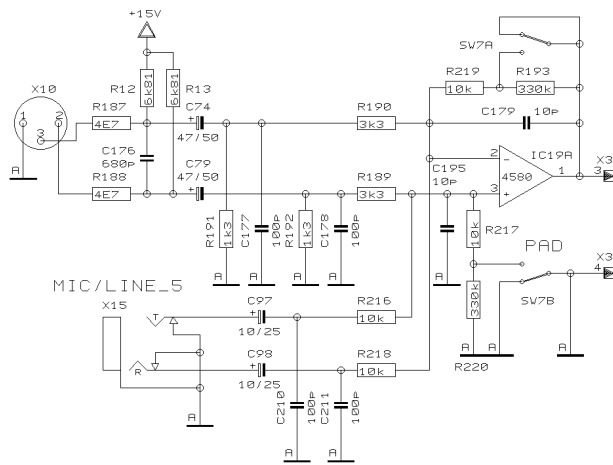 +15V
SW7A
X10
R12
6k81
6k81
R13
R219
10k
R193
330k
R187
4E7
C74
47/50
R190
3k3
C179
10p
1
2
3
C176
680p
IC19A
2
-
4580
1
3
+
X3
3
A
R188
4E7
C79
47/50
R189
3k3
C195
10p
R191
1k3
C177
100p
R192
1k3
C178
100p
10k
R217
PAD
X3
4
A
A
A
SW7B
MIC/LINE_5
X15
T
R
C97
10/25
R216
10k
330k
C98
10/25
R218
10k
A
A
A
R220
C210
100p
C211
100p
A
A
A